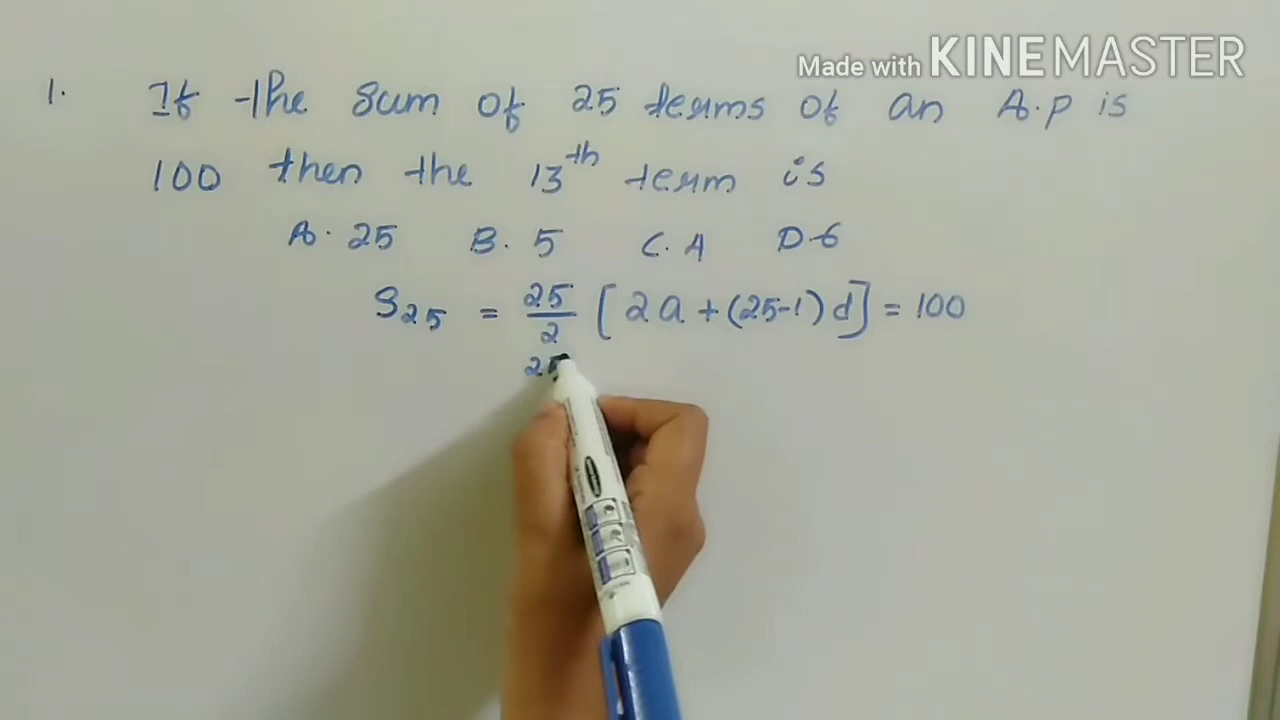 Made with KINEMASTER
1. If the sum of 25 terms of an A.P is
100 then the 13th term is
A. 25 B. 5 C. 4 D. 6
S25 = 25/2 [2a + (25-1)d] = 100
25